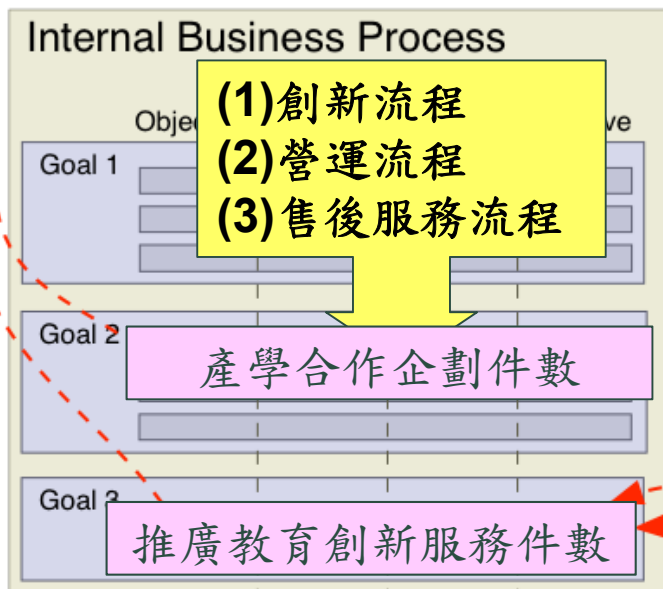 Internal Business Process
(1)創新流程
(2)營運流程
(3)售後服務流程
Goal 1
Goal 2
產學合作企劃件數
Goal
推廣教育創新服務件數